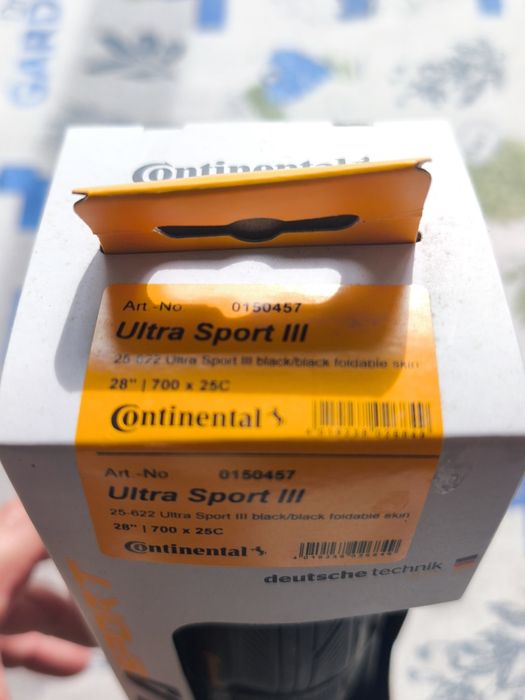 GARD
Continental
Art.-No 0150457
Ultra Sport III
25-622 Ultra Sport III black/black foldable skin
28" | 700 x 25C
Continental
Art.-No 0150457
Ultra Sport III
25-622 Ultra Sport III black/black foldable skin
28" | 700 x 25C
Continental
deutsche technik